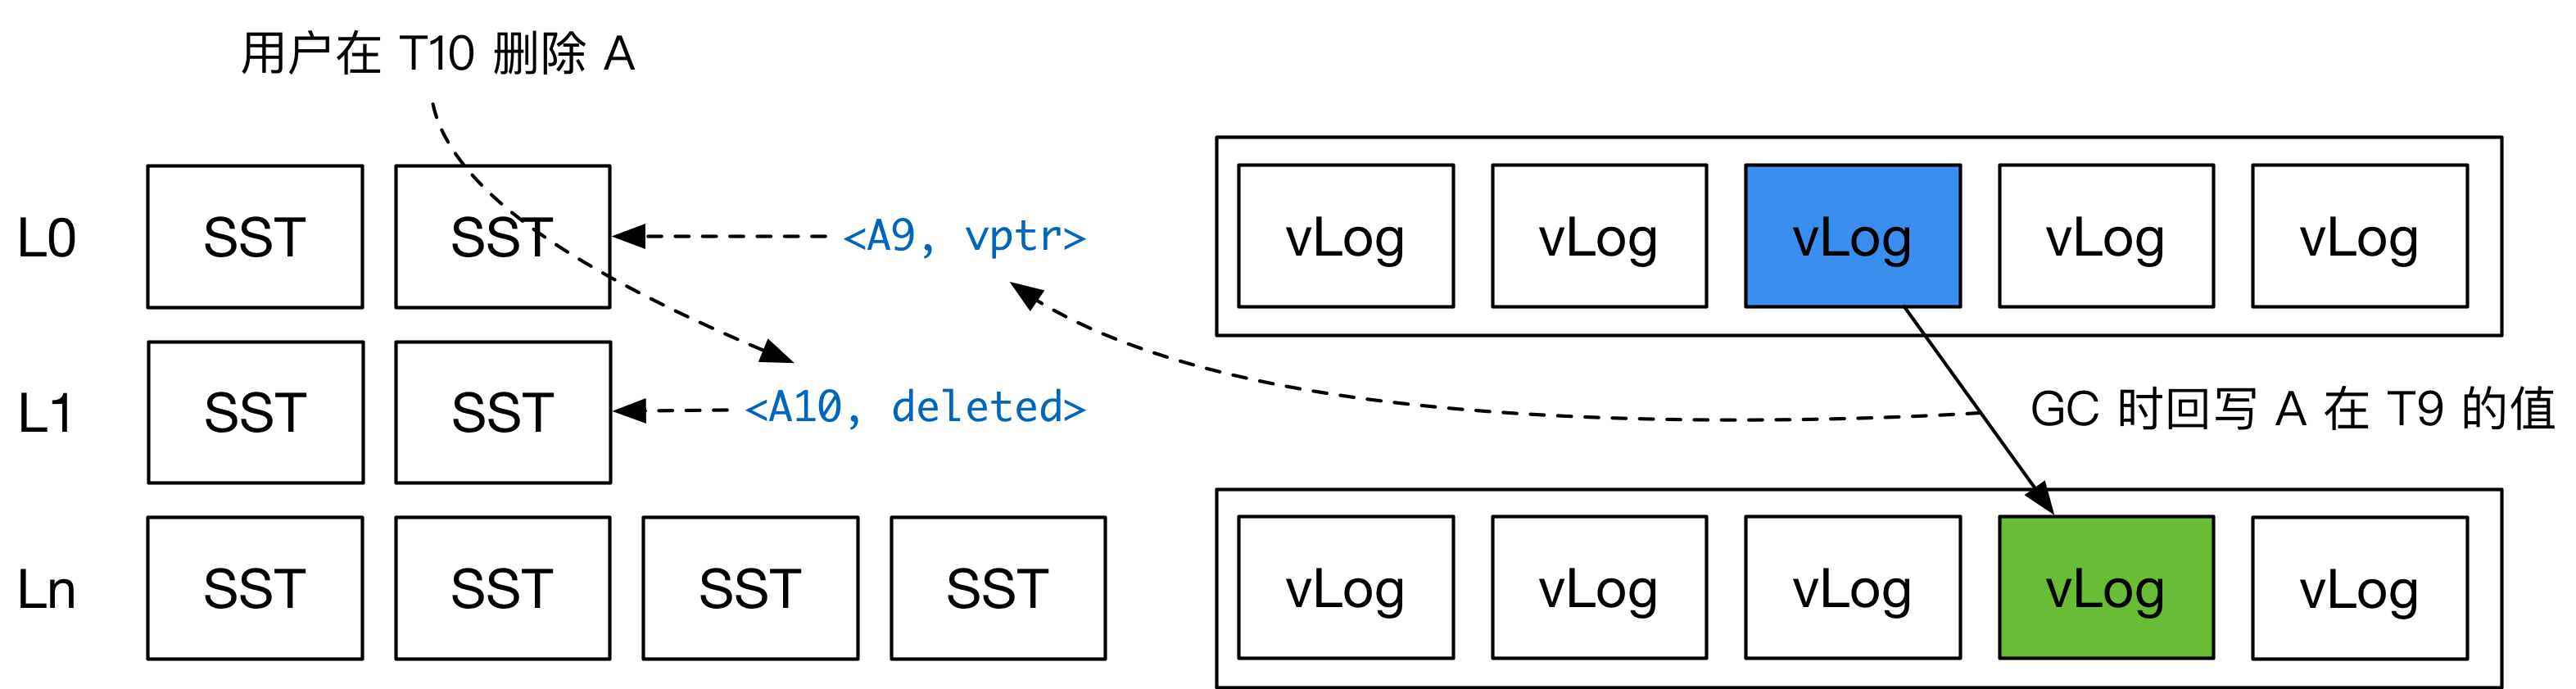 用户在 T10 删除 A
L0 SST SST <A9, vptr> vLog vLog vLog vLog vLog
L1 SST SST <A10, deleted> GC 时回写 A 在 T9 的值
Ln SST SST SST SST vLog vLog vLog vLog vLog